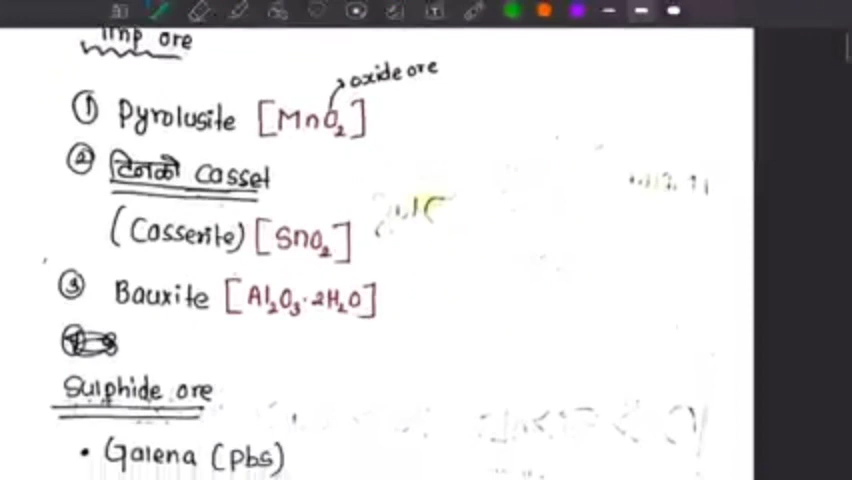 Imp ore
oxide ore
① Pyrolusite [MnO₂]
② टिनको Casset
(Casserite) [SnO₂]
③ Bauxite [Al₂O₃·2H₂O]
Sulphide ore
• Galena (Pbs)